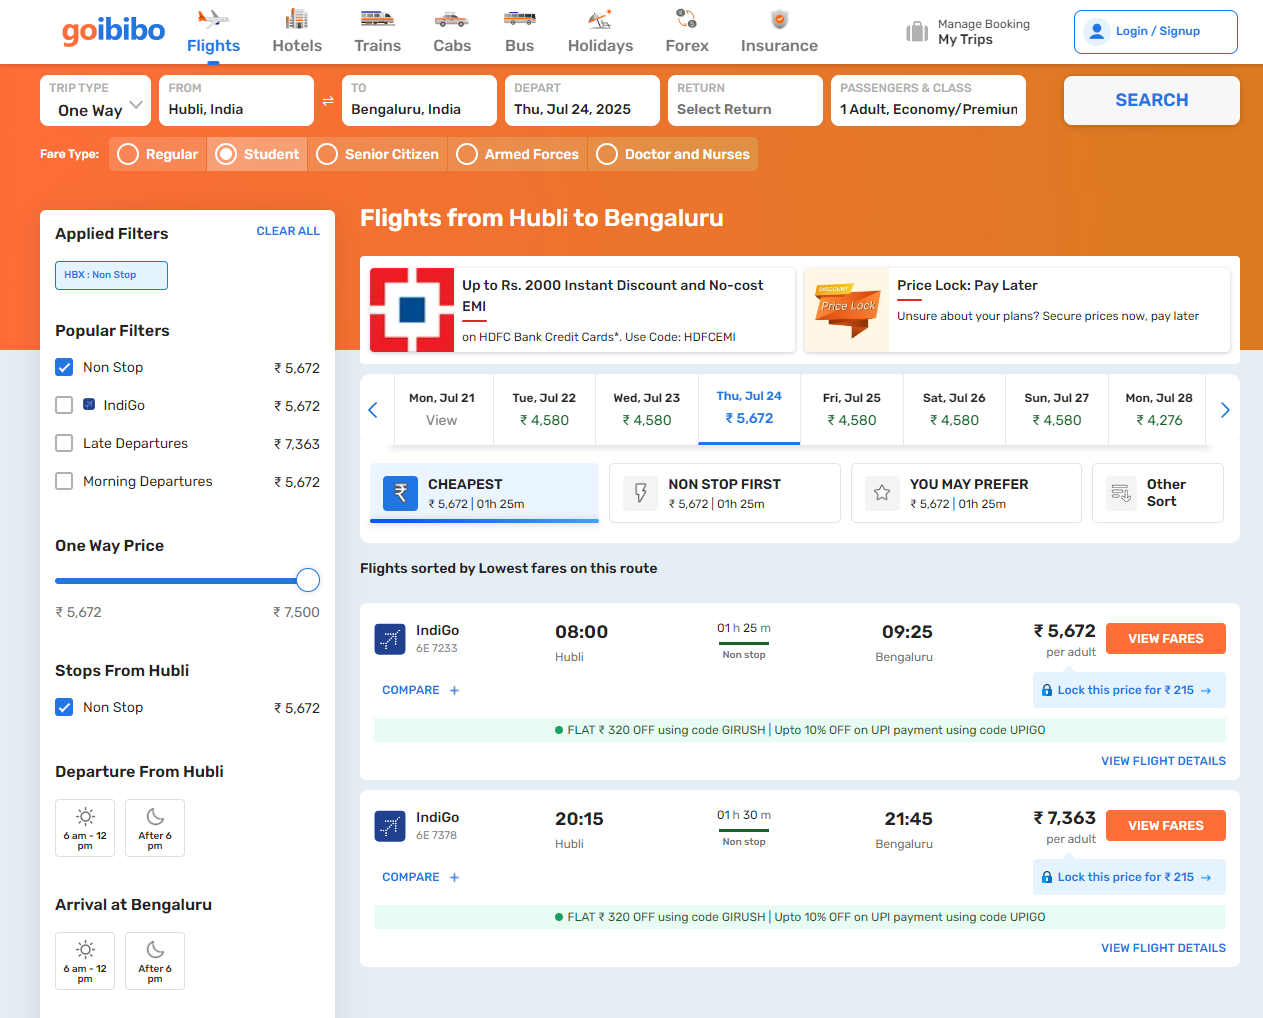 goibibo
Flights
Hotels
Trains
Cabs
Bus
Holidays
Forex
Insurance
Manage Booking
My Trips
Login / Signup
TRIP TYPE
One Way
FROM
Hubli, India
TO
Bengaluru, India
DEPART
Thu, Jul 24, 2025
RETURN
Select Return
PASSENGERS & CLASS
1 Adult, Economy/Premiun
SEARCH
Fare Type:
Regular
Student
Senior Citizen
Armed Forces
Doctor and Nurses
Applied Filters
CLEAR ALL
HBX : Non Stop
Popular Filters
Non Stop ₹ 5,672
IndiGo ₹ 5,672
Late Departures ₹ 7,363
Morning Departures ₹ 5,672
One Way Price
₹ 5,672 ₹ 7,500
Stops From Hubli
Non Stop ₹ 5,672
Departure From Hubli
6 am - 12
pm
After 6
pm
Arrival at Bengaluru
6 am - 12
pm
After 6
pm
Flights from Hubli to Bengaluru
Up to Rs. 2000 Instant Discount and No-cost
EMI
on HDFC Bank Credit Cards*. Use Code: HDFCEMI
DISCOUNT
Price Lock
Price Lock: Pay Later
Unsure about your plans? Secure prices now, pay later
Mon, Jul 21
View
Tue, Jul 22
₹ 4,580
Wed, Jul 23
₹ 4,580
Thu, Jul 24
₹ 5,672
Fri, Jul 25
₹ 4,580
Sat, Jul 26
₹ 4,580
Sun, Jul 27
₹ 4,580
Mon, Jul 28
₹ 4,276
CHEAPEST
₹ 5,672 | 01h 25m
NON STOP FIRST
₹ 5,672 | 01h 25m
YOU MAY PREFER
₹ 5,672 | 01h 25m
Other
Sort
Flights sorted by Lowest fares on this route
IndiGo
6E 7233
08:00
Hubli
01 h 25 m
Non stop
09:25
Bengaluru
₹ 5,672
per adult
VIEW FARES
COMPARE +
Lock this price for ₹ 215 →
FLAT ₹ 320 OFF using code GIRUSH | Upto 10% OFF on UPI payment using code UPIGO
VIEW FLIGHT DETAILS
IndiGo
6E 7378
20:15
Hubli
01 h 30 m
Non stop
21:45
Bengaluru
₹ 7,363
per adult
VIEW FARES
COMPARE +
Lock this price for ₹ 215 →
FLAT ₹ 320 OFF using code GIRUSH | Upto 10% OFF on UPI payment using code UPIGO
VIEW FLIGHT DETAILS